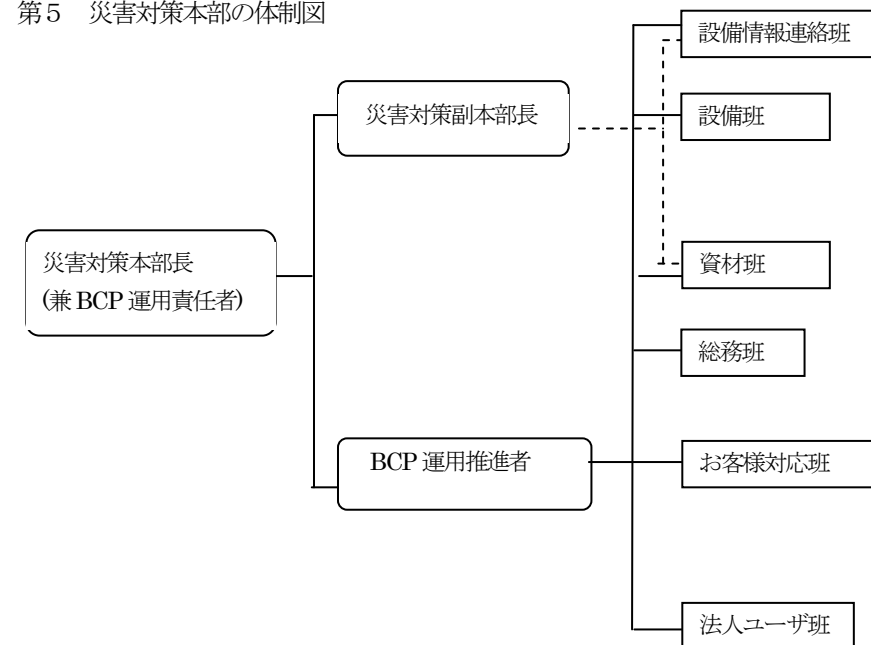 第５　災害対策本部の体制図
設備情報連絡班
災害対策副本部長
設備班
災害対策本部長
(兼 BCP 運用責任者)
資材班
総務班
BCP 運用推進者
お客様対応班
法人ユーザ班